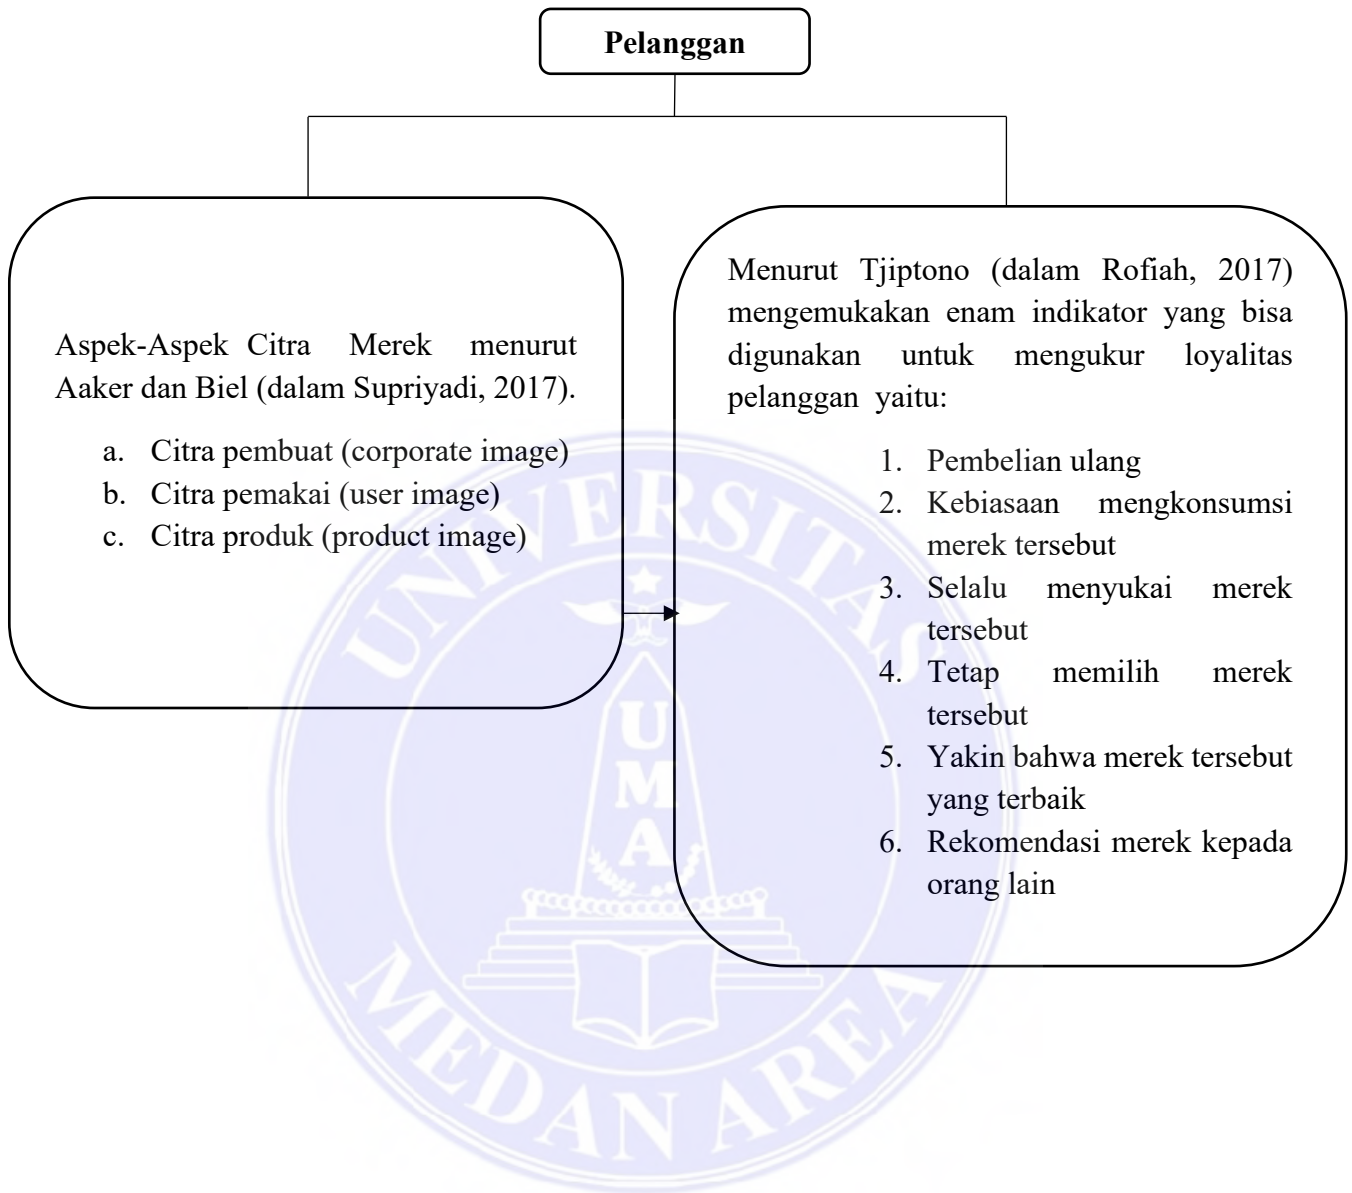 Pelanggan
Aspek-Aspek Citra Merek menurut
Aaker dan Biel (dalam Supriyadi, 2017).
a. Citra pembuat (corporate image)
b. Citra pemakai (user image)
c. Citra produk (product image)
Menurut Tjiptono (dalam Rofiah, 2017)
mengemukakan enam indikator yang bisa
digunakan untuk mengukur loyalitas
pelanggan yaitu:
1. Pembelian ulang
2. Kebiasaan mengkonsumsi
merek tersebut
3. Selalu menyukai merek
tersebut
4. Tetap memilih merek
tersebut
5. Yakin bahwa merek tersebut
yang terbaik
6. Rekomendasi merek kepada
orang lain
UNIVERSITAS
UMA
MEDAN AREA